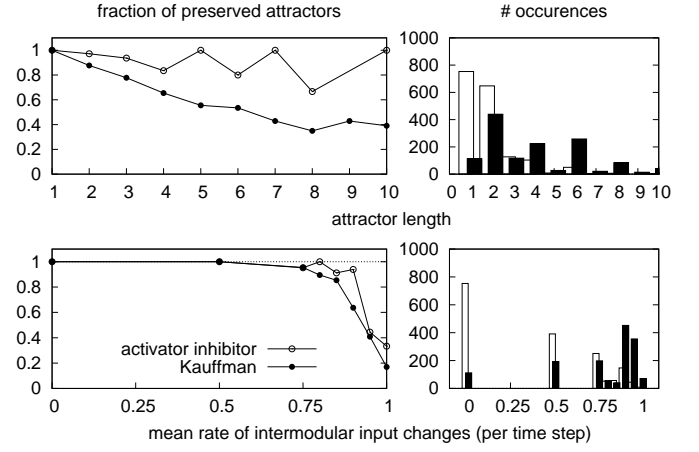 fraction of preserved attractors
# occurences
1
0.8
0.6
0.4
0.2
0
1 2 3 4 5 6 7 8 9 10
1000
800
600
400
200
0
0 1 2 3 4 5 6 7 8 9 10
attractor length
1
0.8
0.6
0.4
0.2
0
activator inhibitor
Kauffman
0 0.25 0.5 0.75 1
1000
800
600
400
200
0
0 0.25 0.5 0.75 1
mean rate of intermodular input changes (per time step)